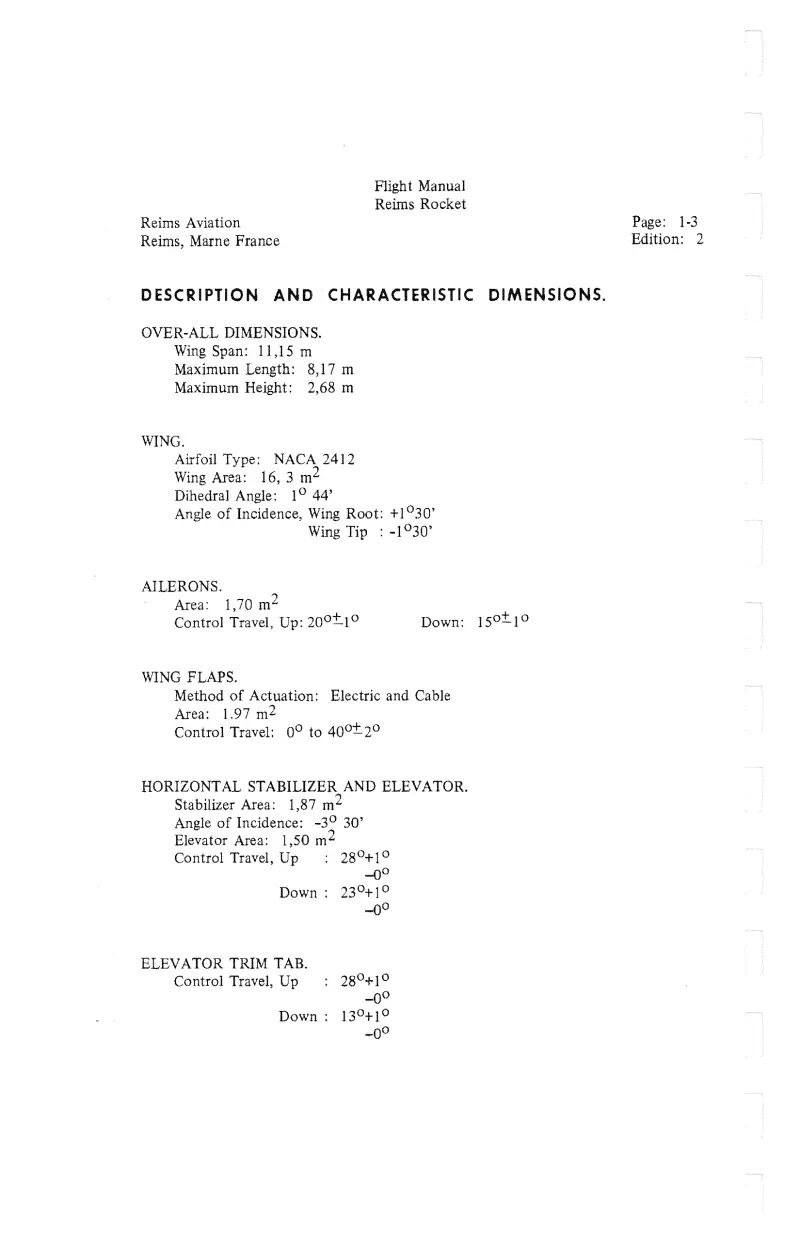 Flight Manual
Reims Rocket
Reims Aviation Page: 1-3
Reims, Marne France Edition: 2
DESCRIPTION AND CHARACTERISTIC DIMENSIONS.
OVER-ALL DIMENSIONS.
Wing Span: 11,15 m
Maximum Length: 8,17 m
Maximum Height: 2,68 m
WING.
Airfoil Type: NACA 2412
Wing Area: 16, 3 m²
Dihedral Angle: 1° 44'
Angle of Incidence, Wing Root: +1°30'
Wing Tip : -1°30'
AILERONS.
Area: 1,70 m²
Control Travel, Up: 20°±1° Down: 15°±1°
WING FLAPS.
Method of Actuation: Electric and Cable
Area: 1.97 m²
Control Travel: 0° to 40°±2°
HORIZONTAL STABILIZER AND ELEVATOR.
Stabilizer Area: 1,87 m²
Angle of Incidence: -3° 30'
Elevator Area: 1,50 m²
Control Travel, Up : 28°+1°
-0°
Down : 23°+1°
-0°
ELEVATOR TRIM TAB.
Control Travel, Up : 28°+1°
-0°
Down : 13°+1°
-0°